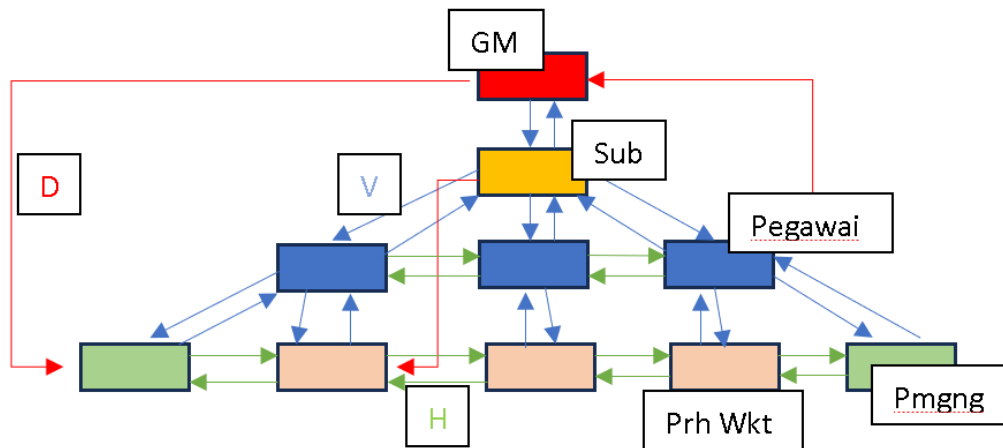 GM
Sub
D
V
Pegawai
H
Prh Wkt
Pmgng